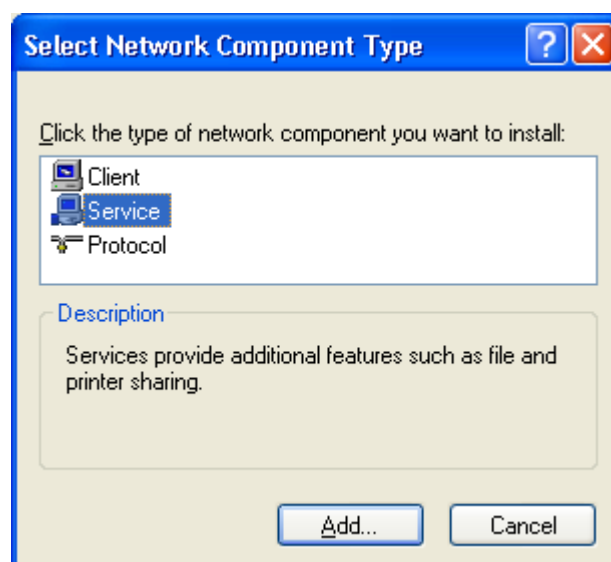 Select Network Component Type
Click the type of network component you want to install:
Client
Service
Protocol
Description
Services provide additional features such as file and
printer sharing.
Add...
Cancel